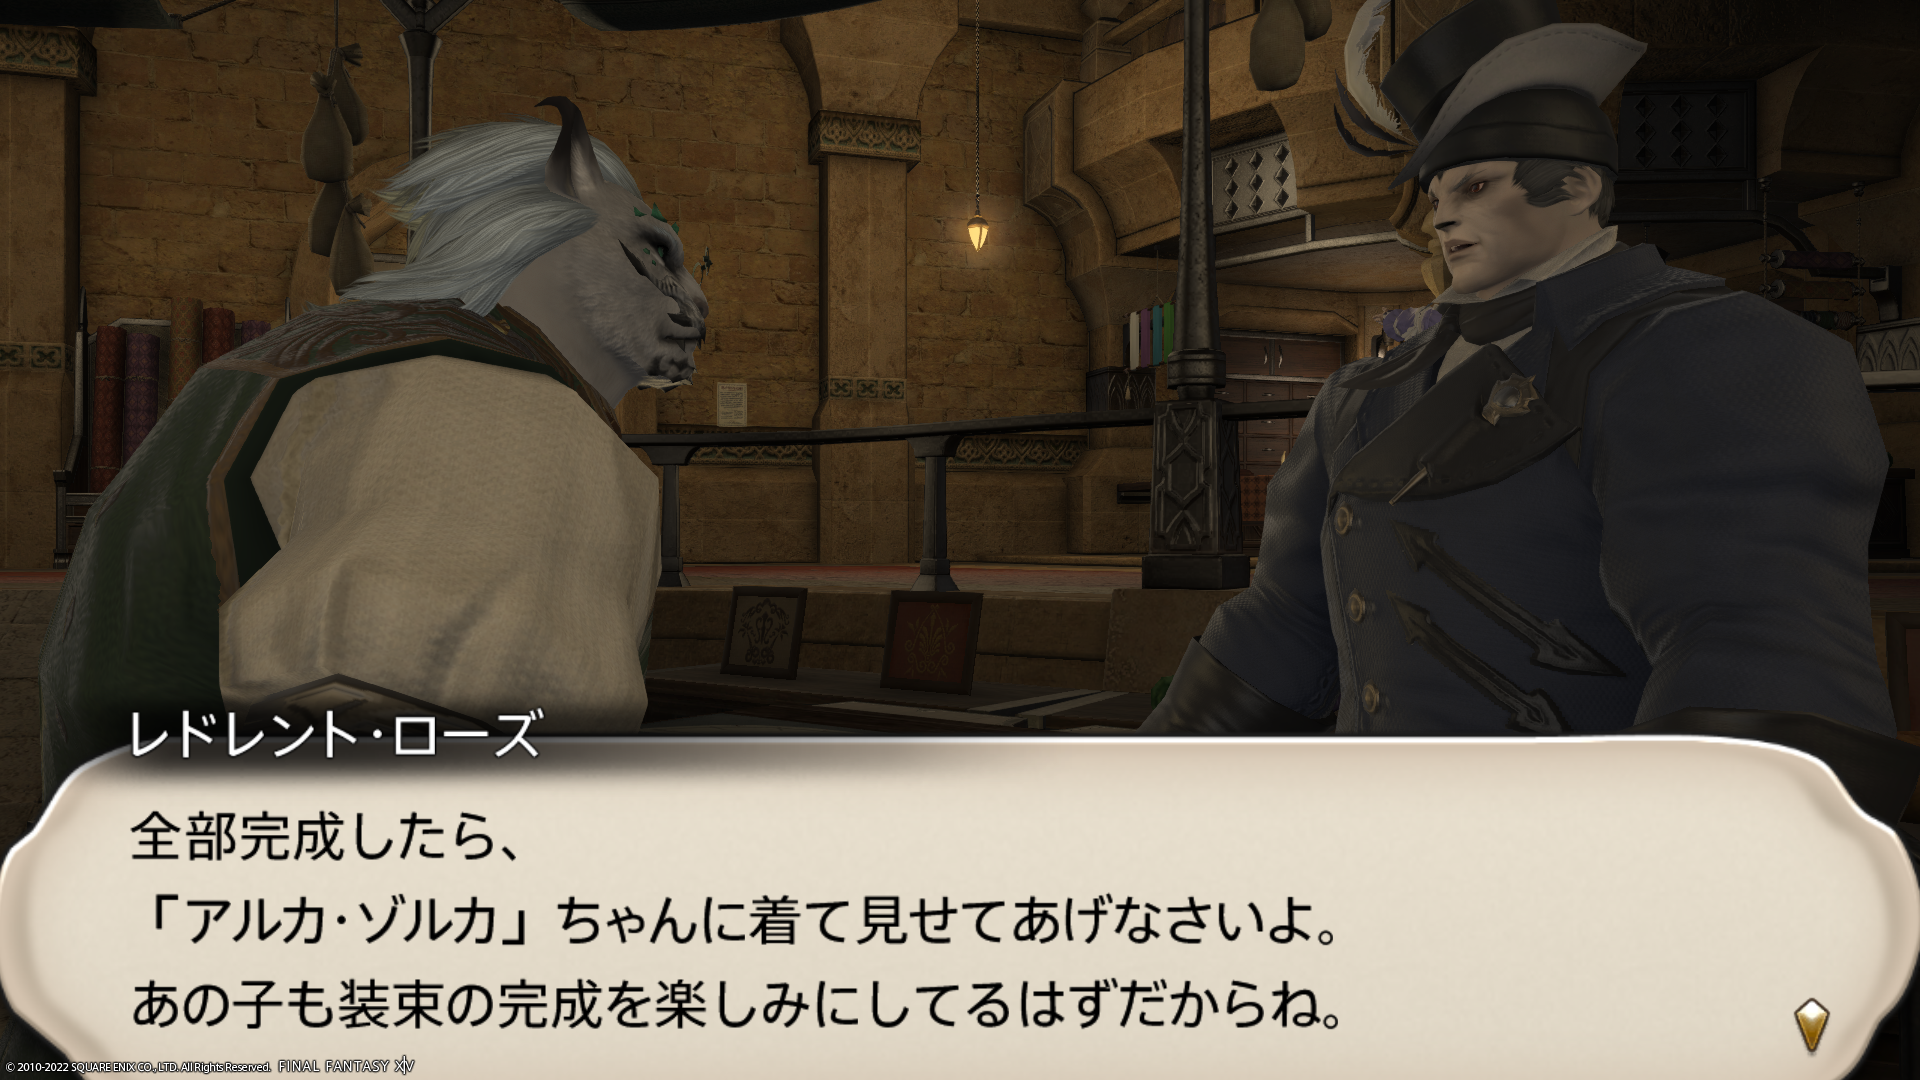 レドレント・ローズ
全部完成したら、
「アルカ・ゾルカ」ちゃんに着て見せてあげなさいよ。
あの子も装束の完成を楽しみにしてるはずだからね。
© 2010-2022 SQUARE ENIX CO., LTD. All Rights Reserved. FINAL FANTASY XIV